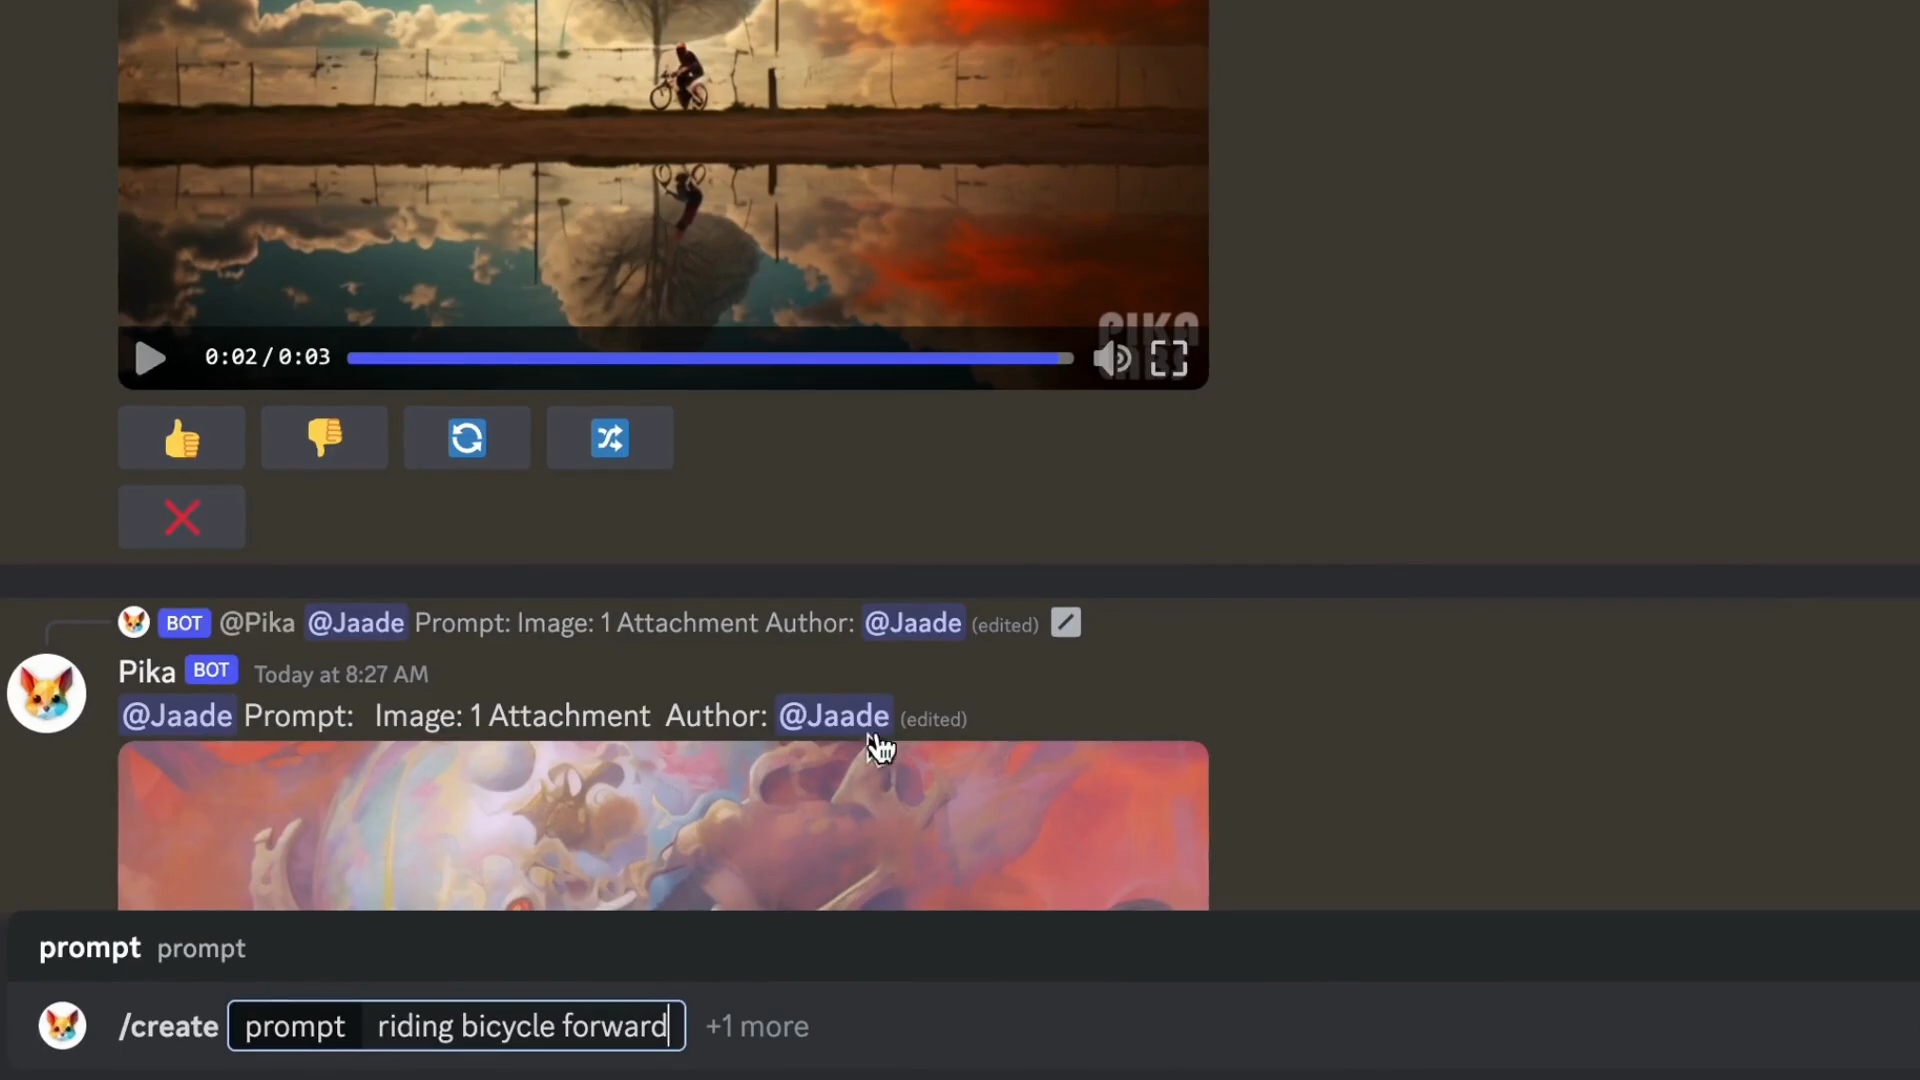 PIKA
LABS
0:02/0:03
BOT @Pika @Jaade Prompt: Image: 1 Attachment Author: @Jaade (edited)
Pika BOT Today at 8:27 AM
@Jaade Prompt: Image: 1 Attachment Author: @Jaade (edited)
prompt prompt
/create prompt riding bicycle forward +1 more